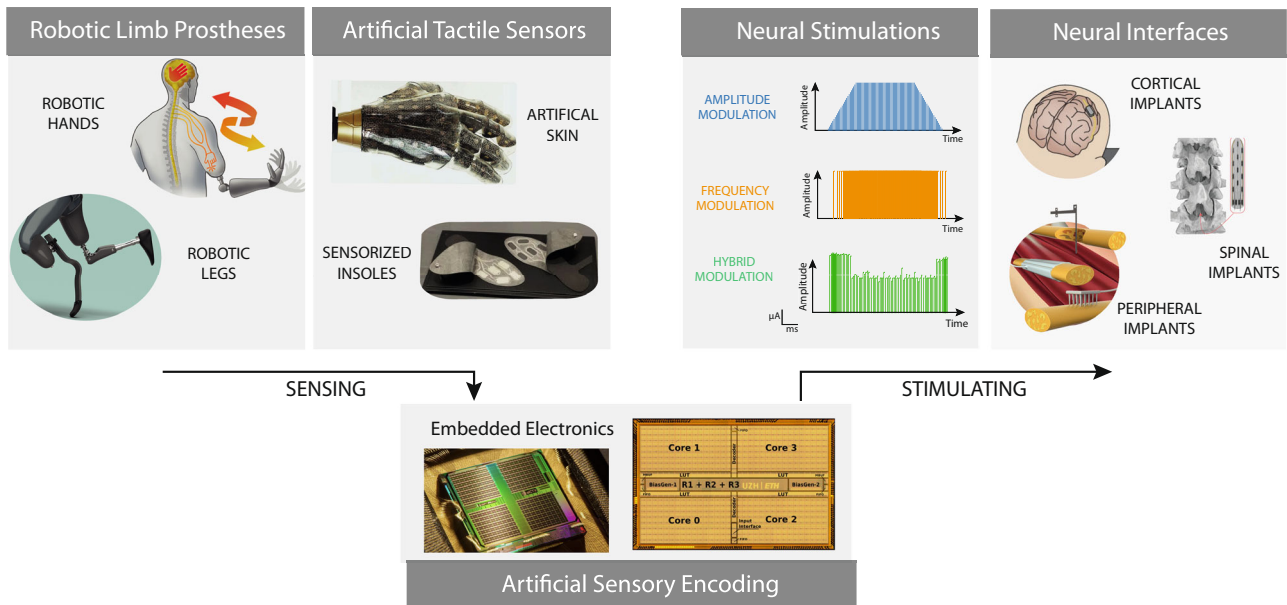 Robotic Limb Prostheses
ROBOTIC
HANDS
ROBOTIC
LEGS
Artificial Tactile Sensors
ARTIFICAL
SKIN
SENSORIZED
INSOLES
Neural Stimulations
AMPLITUDE
MODULATION
Amplitude
Time
FREQUENCY
MODULATION
Amplitude
Time
HYBRID
MODULATION
Amplitude
Time
μA
ms
Neural Interfaces
CORTICAL
IMPLANTS
SPINAL
IMPLANTS
PERIPHERAL
IMPLANTS
SENSING
STIMULATING
Embedded Electronics
Core 1
Core 3
Decoder
LUT
LUT
BiasGen-1
R1 + R2 + R3
UZH ETH
BiasGen-2
LUT
LUT
Core 0
Decoder
Input
Interface
Core 2
Artificial Sensory Encoding